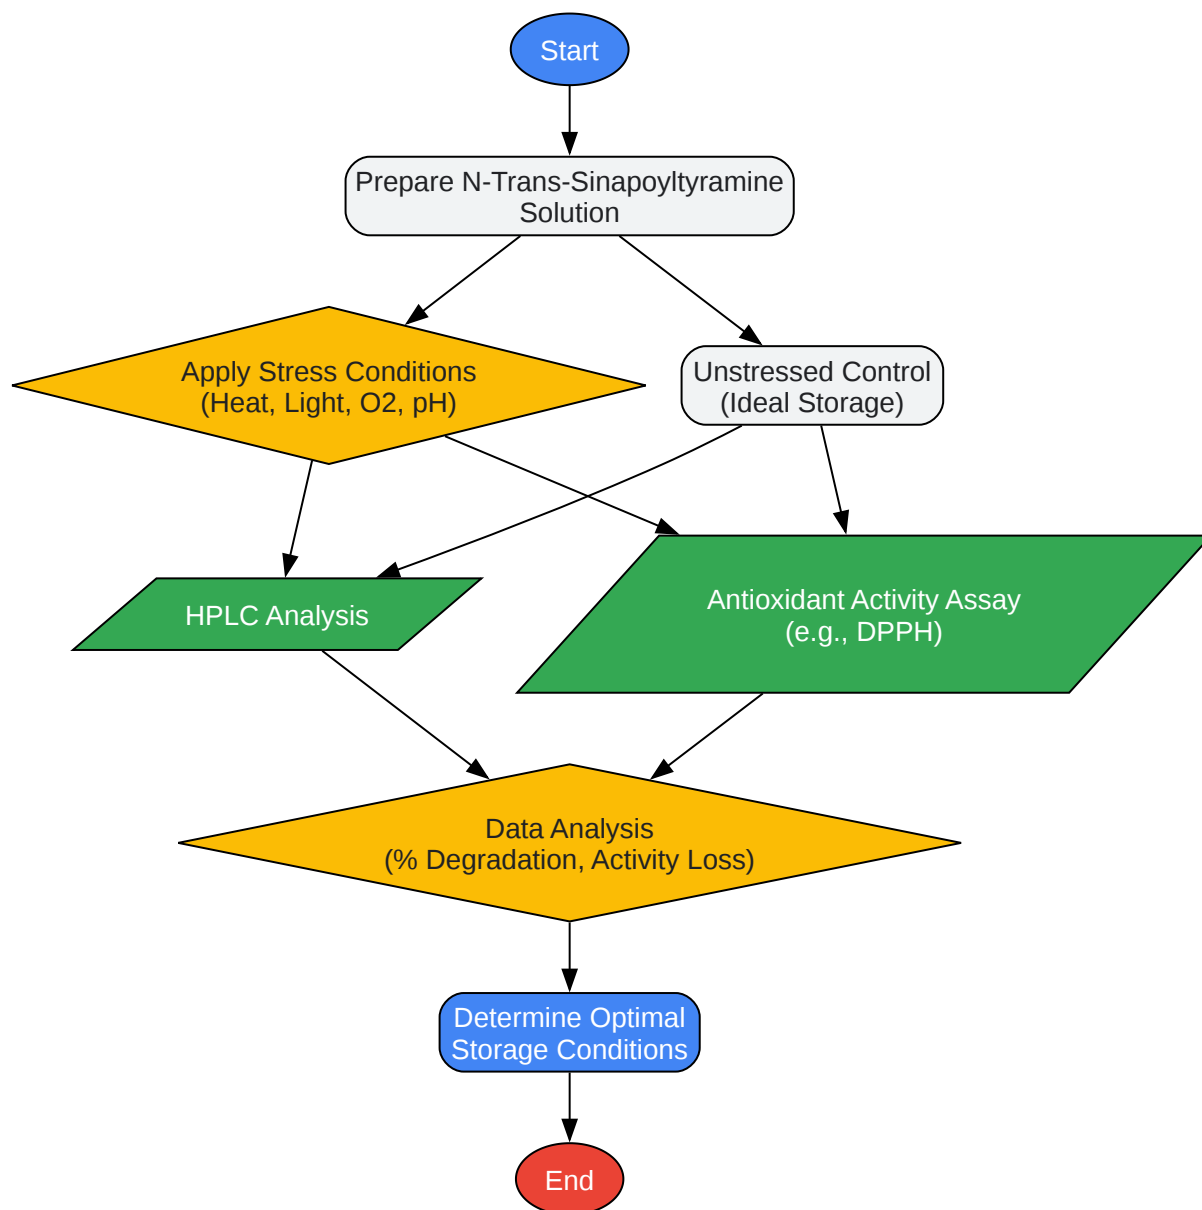 Start
Prepare N-Trans-Sinapoyltyramine
Solution
Apply Stress Conditions
(Heat, Light, O2, pH)
Unstressed Control
(Ideal Storage)
HPLC Analysis
Antioxidant Activity Assay
(e.g., DPPH)
Data Analysis
(% Degradation, Activity Loss)
Determine Optimal
Storage Conditions
End